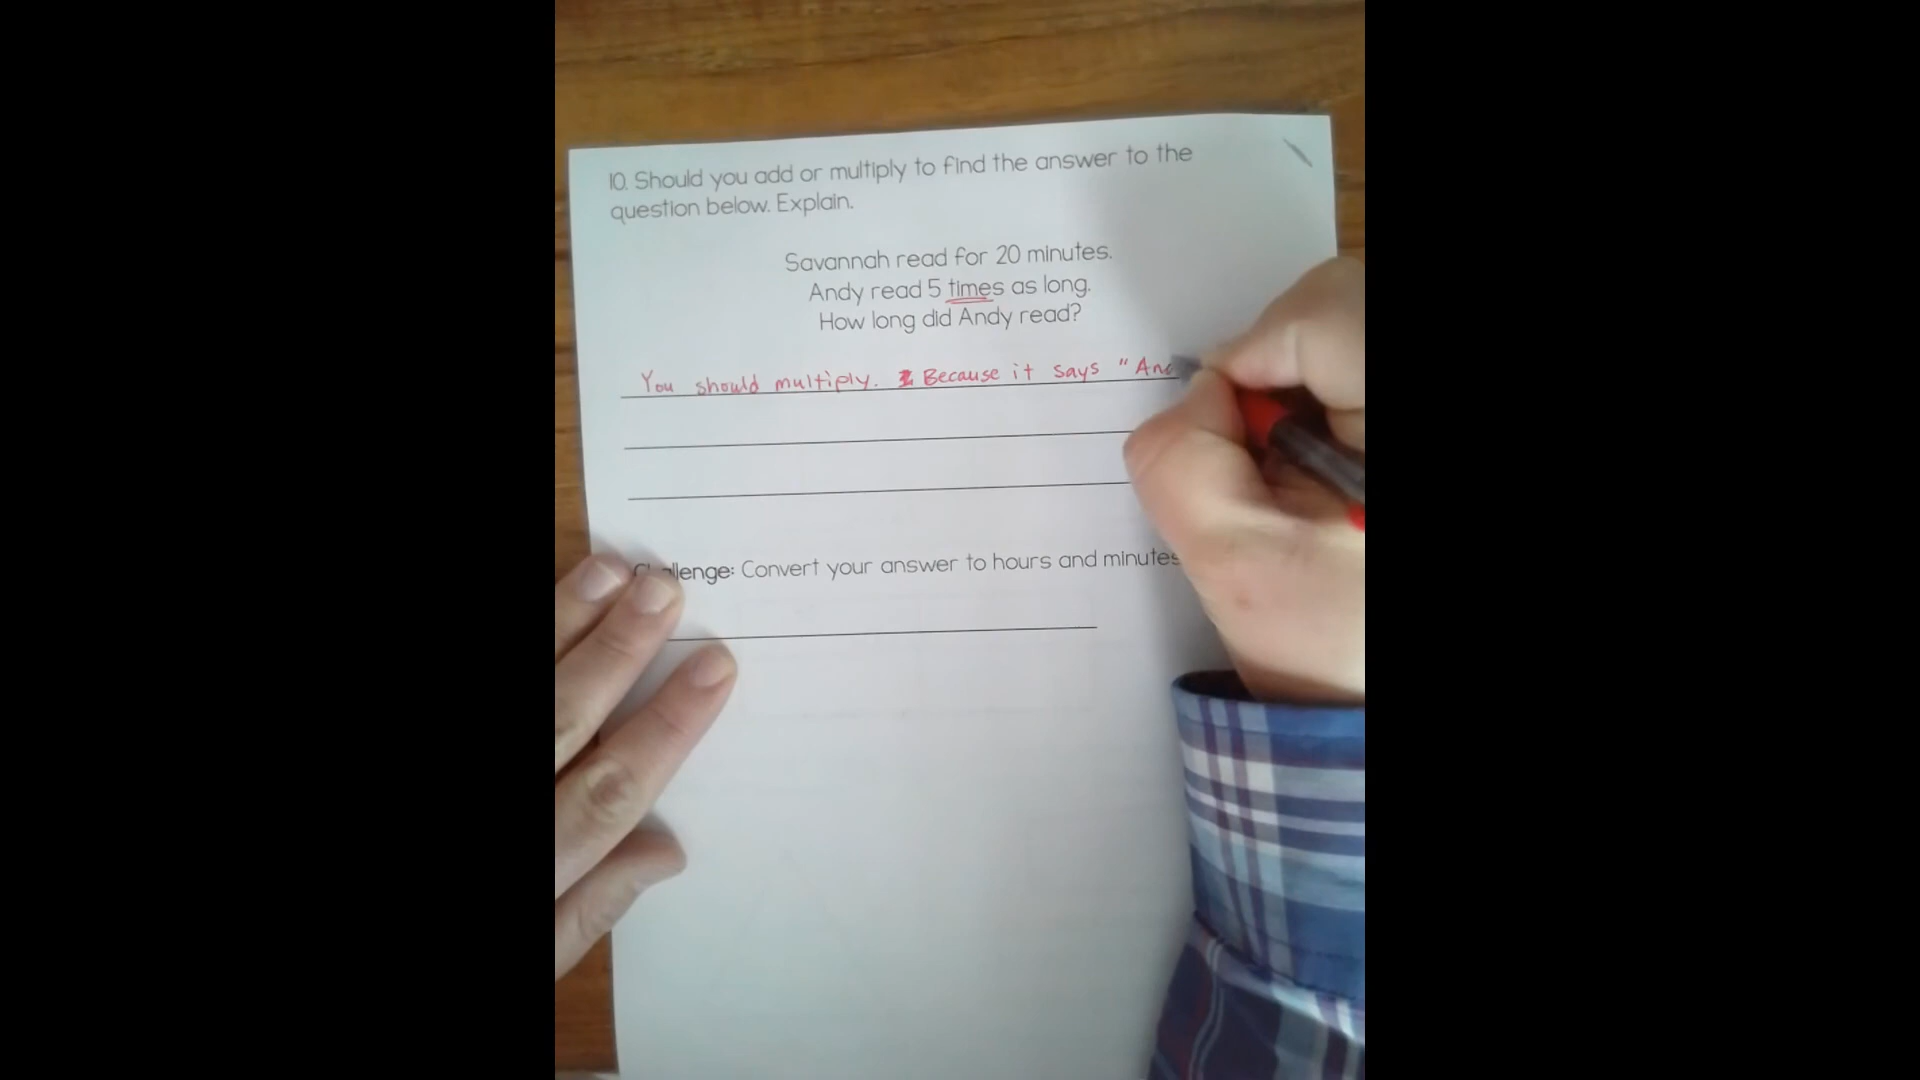 10. Should you add or multiply to find the answer to the
question below. Explain.
Savannah read for 20 minutes.
Andy read 5 times as long.
How long did Andy read?
You should multiply. Because it says "And
Challenge: Convert your answer to hours and minutes